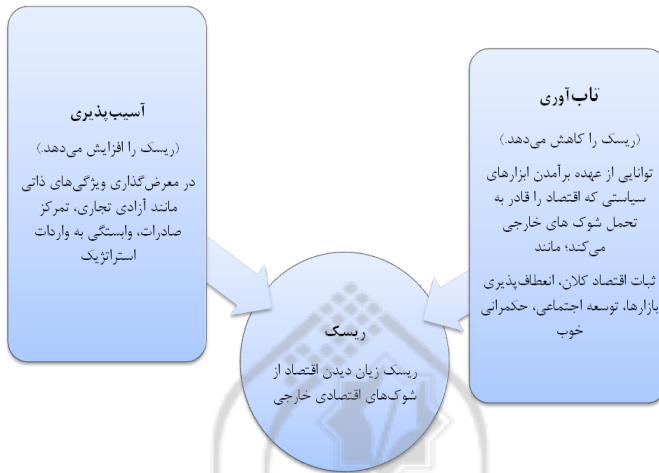 تاب‌آوری
(ریسک را کاهش می‌دهد.)
توانایی از عهده برآمدن ابزارهای
سیاستی که اقتصاد را قادر به
تحمل شوک های خارجی
می‌کند؛ مانند
ثبات اقتصاد کلان، انعطاف‌پذیری
بازارها، توسعه اجتماعی، حکمرانی
خوب
آسیب‌پذیری
(ریسک را افزایش می‌دهد.)
در معرض‌گذاری ویژگی‌های ذاتی
مانند آزادی تجاری، تمرکز
صادرات، وابستگی به واردات
استراتژیک
ریسک
ریسک زیان دیدن اقتصاد از
شوک‌های اقتصادی خارجی